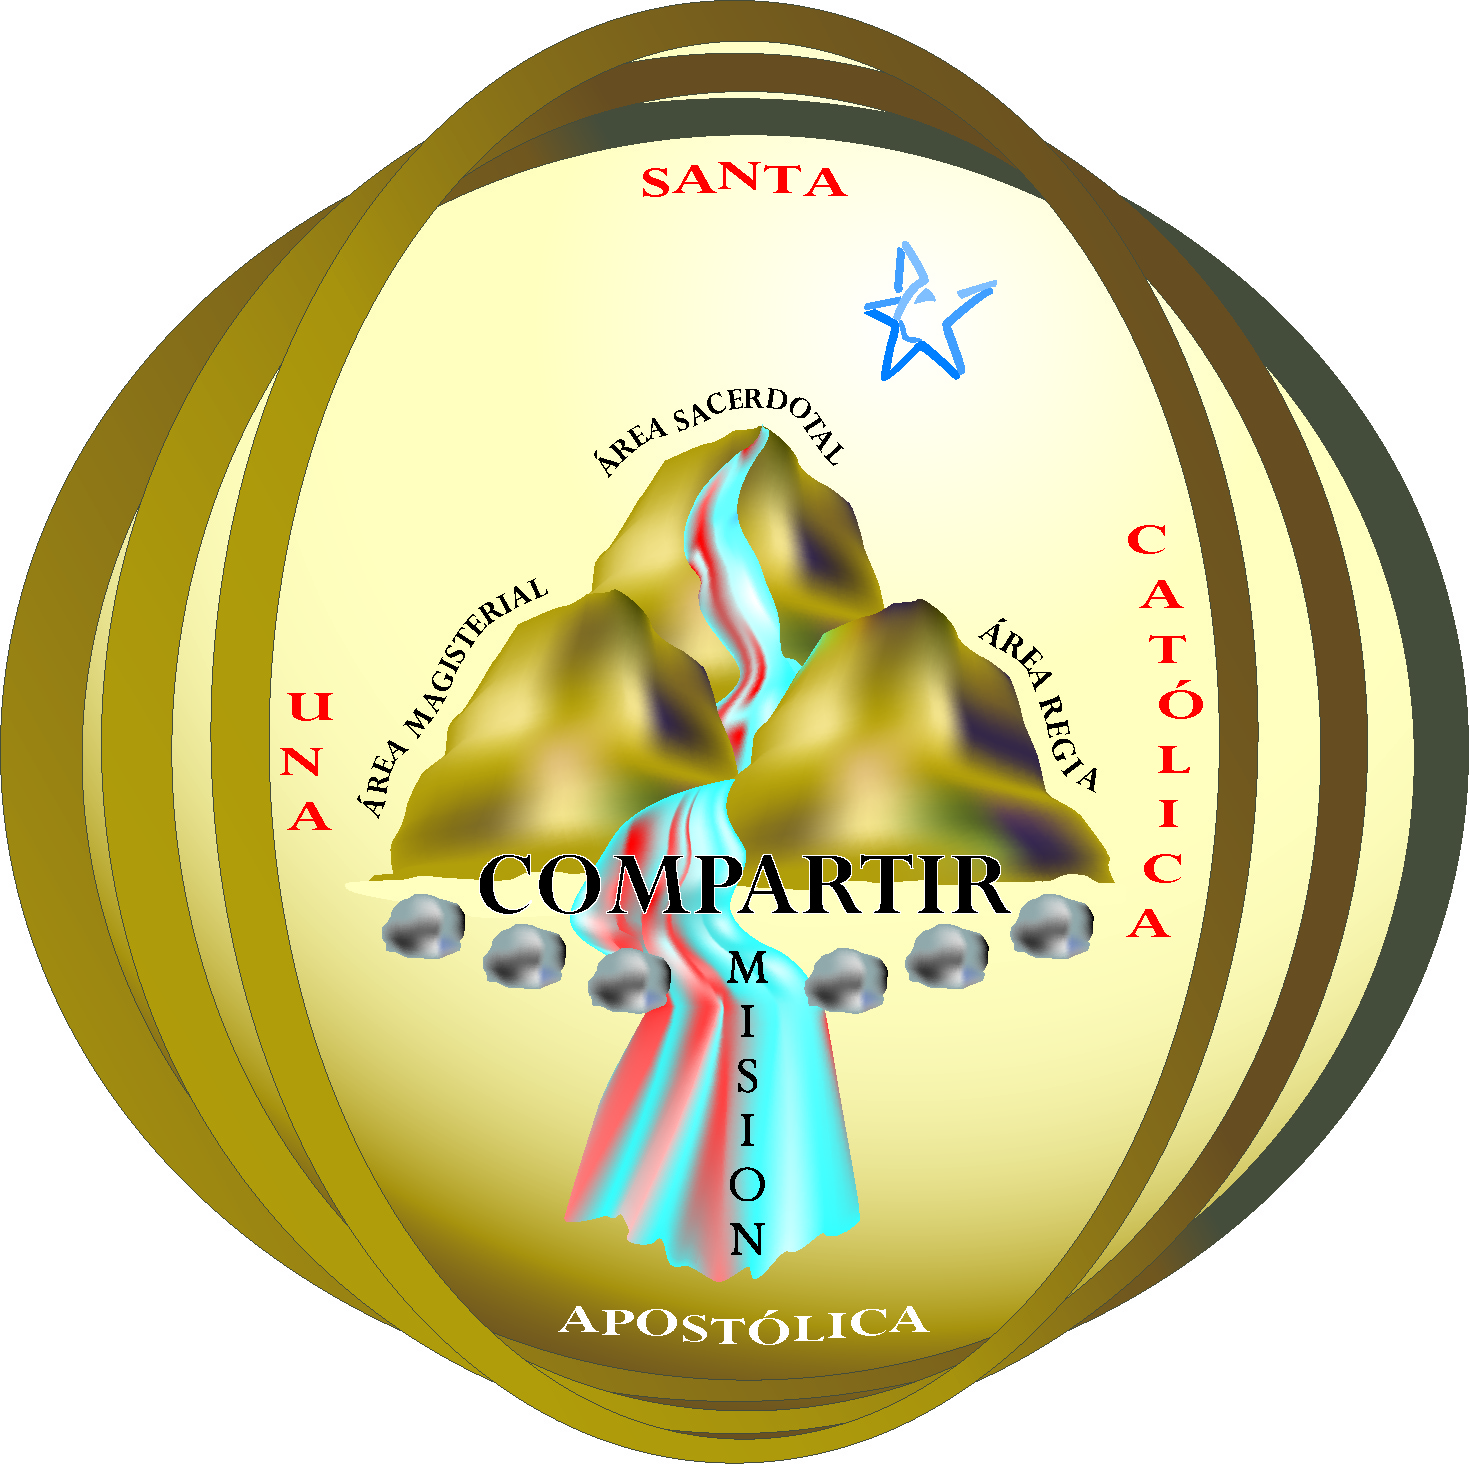 SANTA
ÁREA SACERDOTAL
CATÓLICA
ÁREA MAGISTERIAL
ÁREA REGIA
UNA
COMPARTIR
MISION
APOSTÓLICA